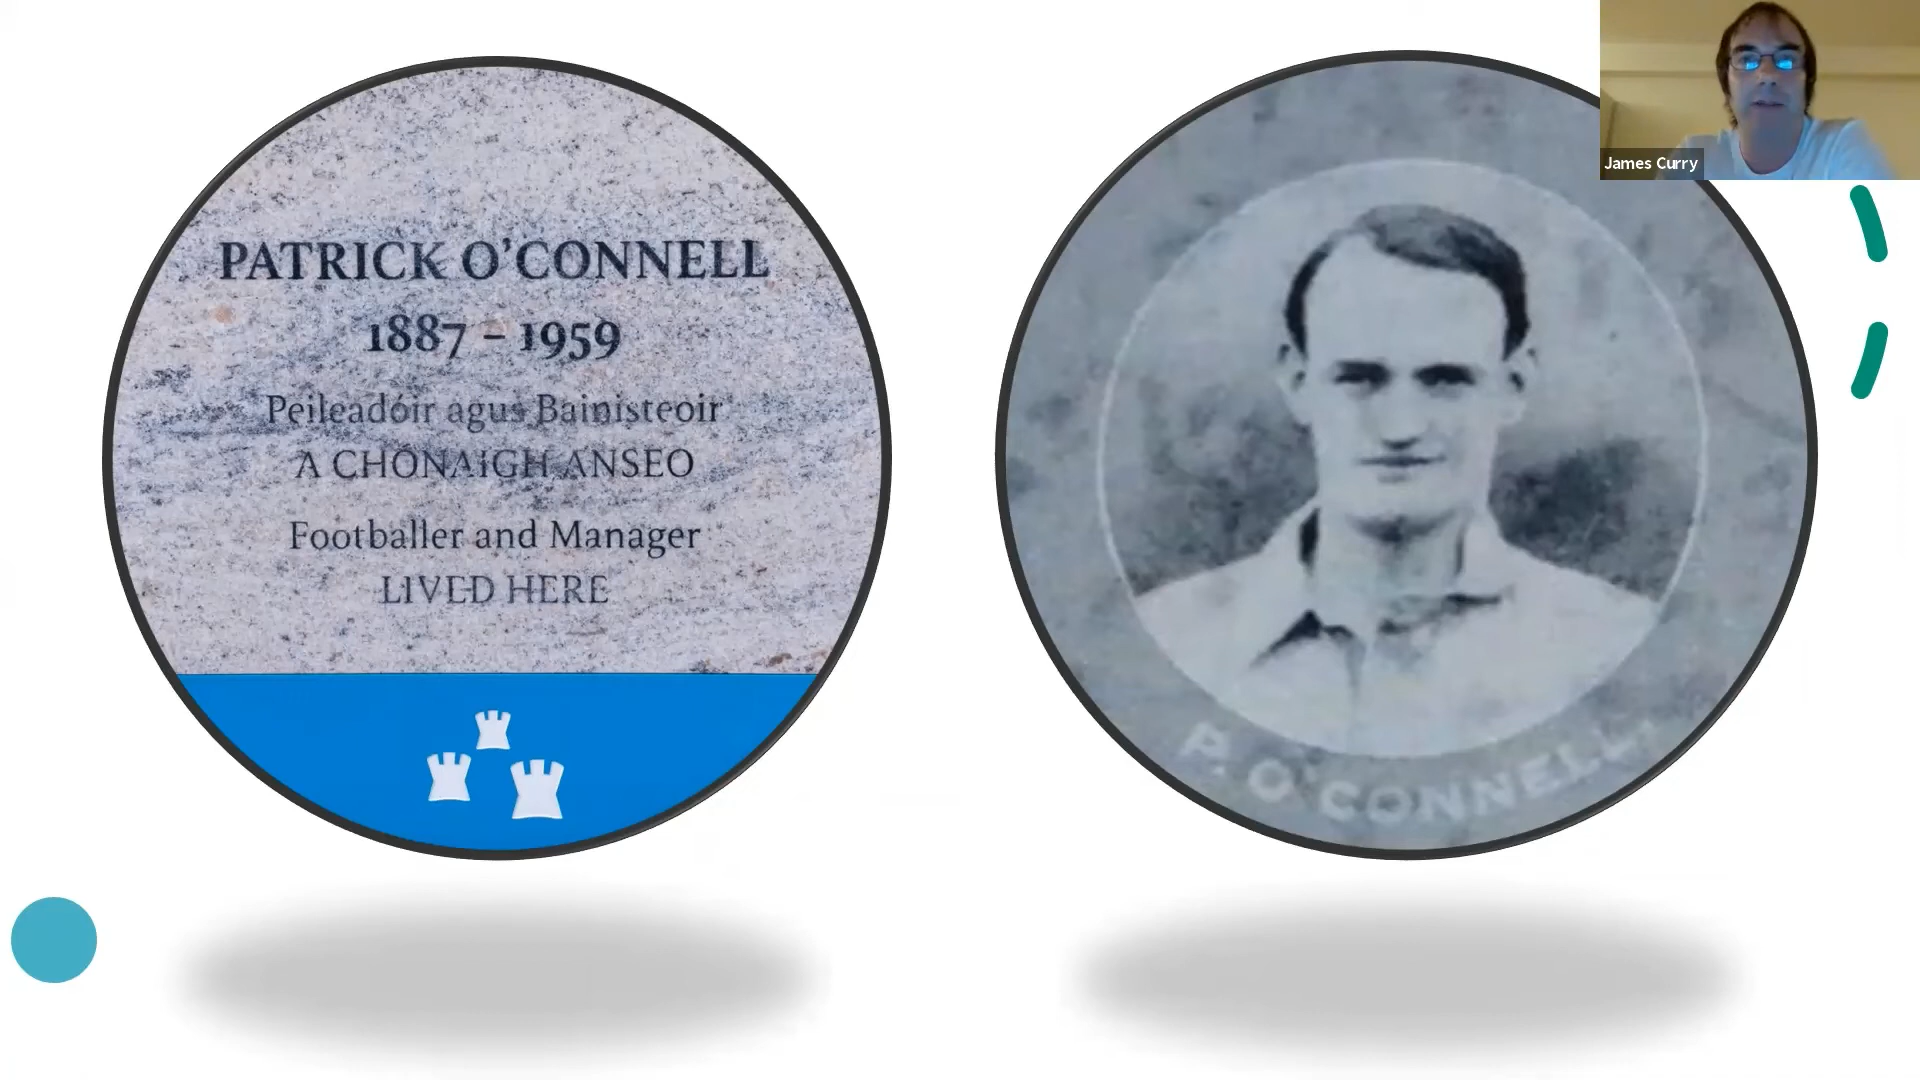 PATRICK O'CONNELL
1887 – 1959
Peileadóir agus Bainisteoir
A CHÓNAIGH ANSEO
Footballer and Manager
LIVED HERE
P. O'CONNELL.
James Curry